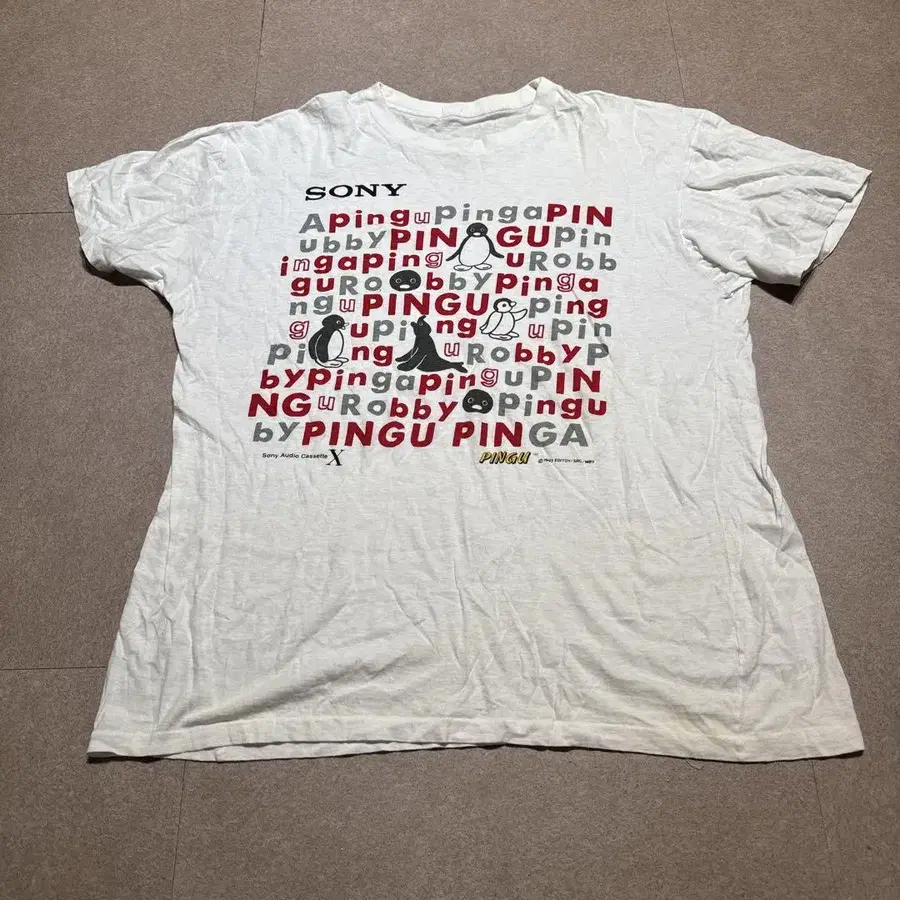 SONY
ApingupingaPIN
ubbyPINGUpin
ingapinguRobb
guRobbypinga
nguPINGUping
gupingupin
pinguRobbyP
bypingapinguPIN
NGuRobbypingu
byPINGU PINGA
Sony Audio Cassette X
PINGU